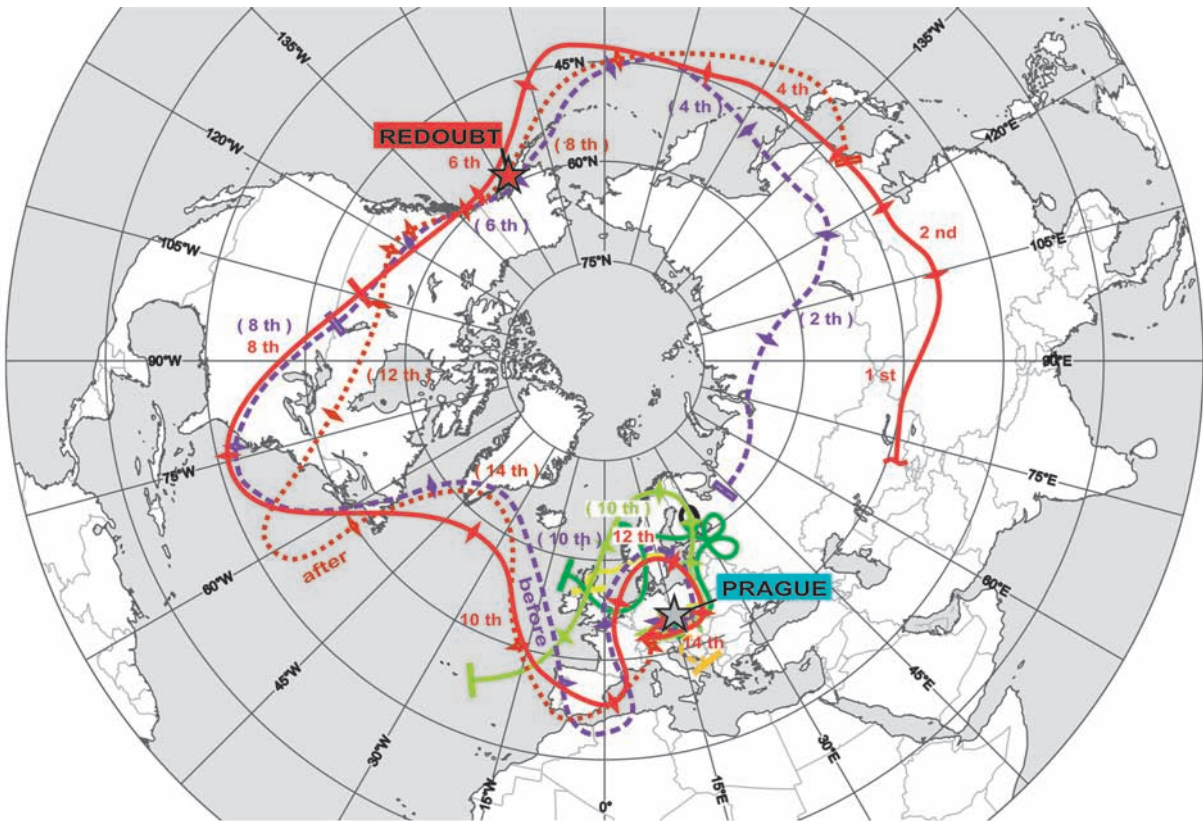 135°W
135°E
45°N
4 th
( 4 th )
120°W
REDOUBT
6 th
( 8 th )
60°N
120°E
( 6 th )
105°W
2 nd
105°E
75°N
( 8 th )
8 th
( 2 th )
90°W
( 12 th )
1 st
90°E
75°W
( 14 th )
75°E
( 10 th )
( 10 th )
12 th
after
before
PRAGUE
60°W
60°E
10 th
14 th
45°W
45°E
30°W
30°E
15°W
0°
15°E